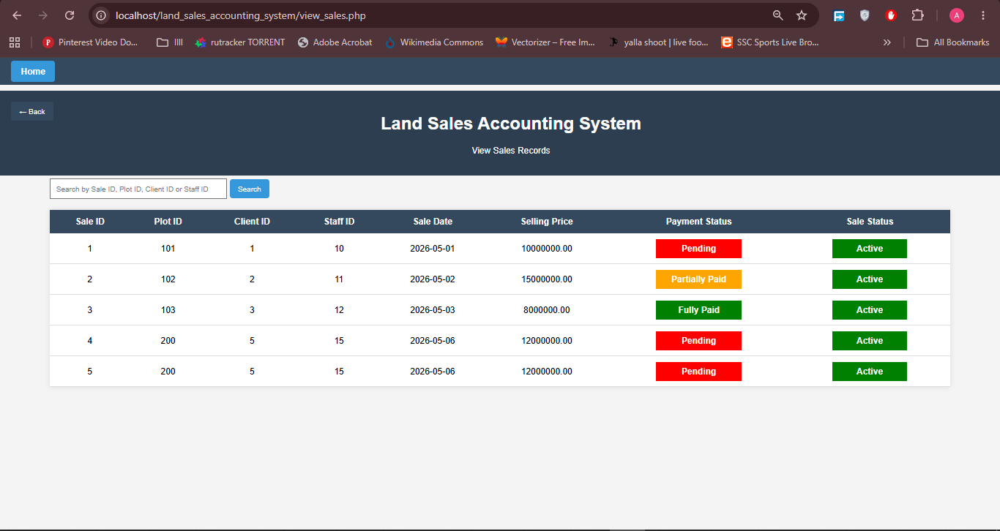 localhost/land_sales_accounting_system/view_sales.php
A
P Pinterest Video Do... llll rutracker TORRENT Adobe Acrobat Wikimedia Commons Vectorizer – Free Im... yalla shoot | live foo... e SSC Sports Live Bro... » All Bookmarks
Home
← Back
Land Sales Accounting System
View Sales Records
Search by Sale ID, Plot ID, Client ID or Staff ID Search
Sale ID Plot ID Client ID Staff ID Sale Date Selling Price Payment Status Sale Status
1 101 1 10 2026-05-01 10000000.00 Pending Active
2 102 2 11 2026-05-02 15000000.00 Partially Paid Active
3 103 3 12 2026-05-03 8000000.00 Fully Paid Active
4 200 5 15 2026-05-06 12000000.00 Pending Active
5 200 5 15 2026-05-06 12000000.00 Pending Active